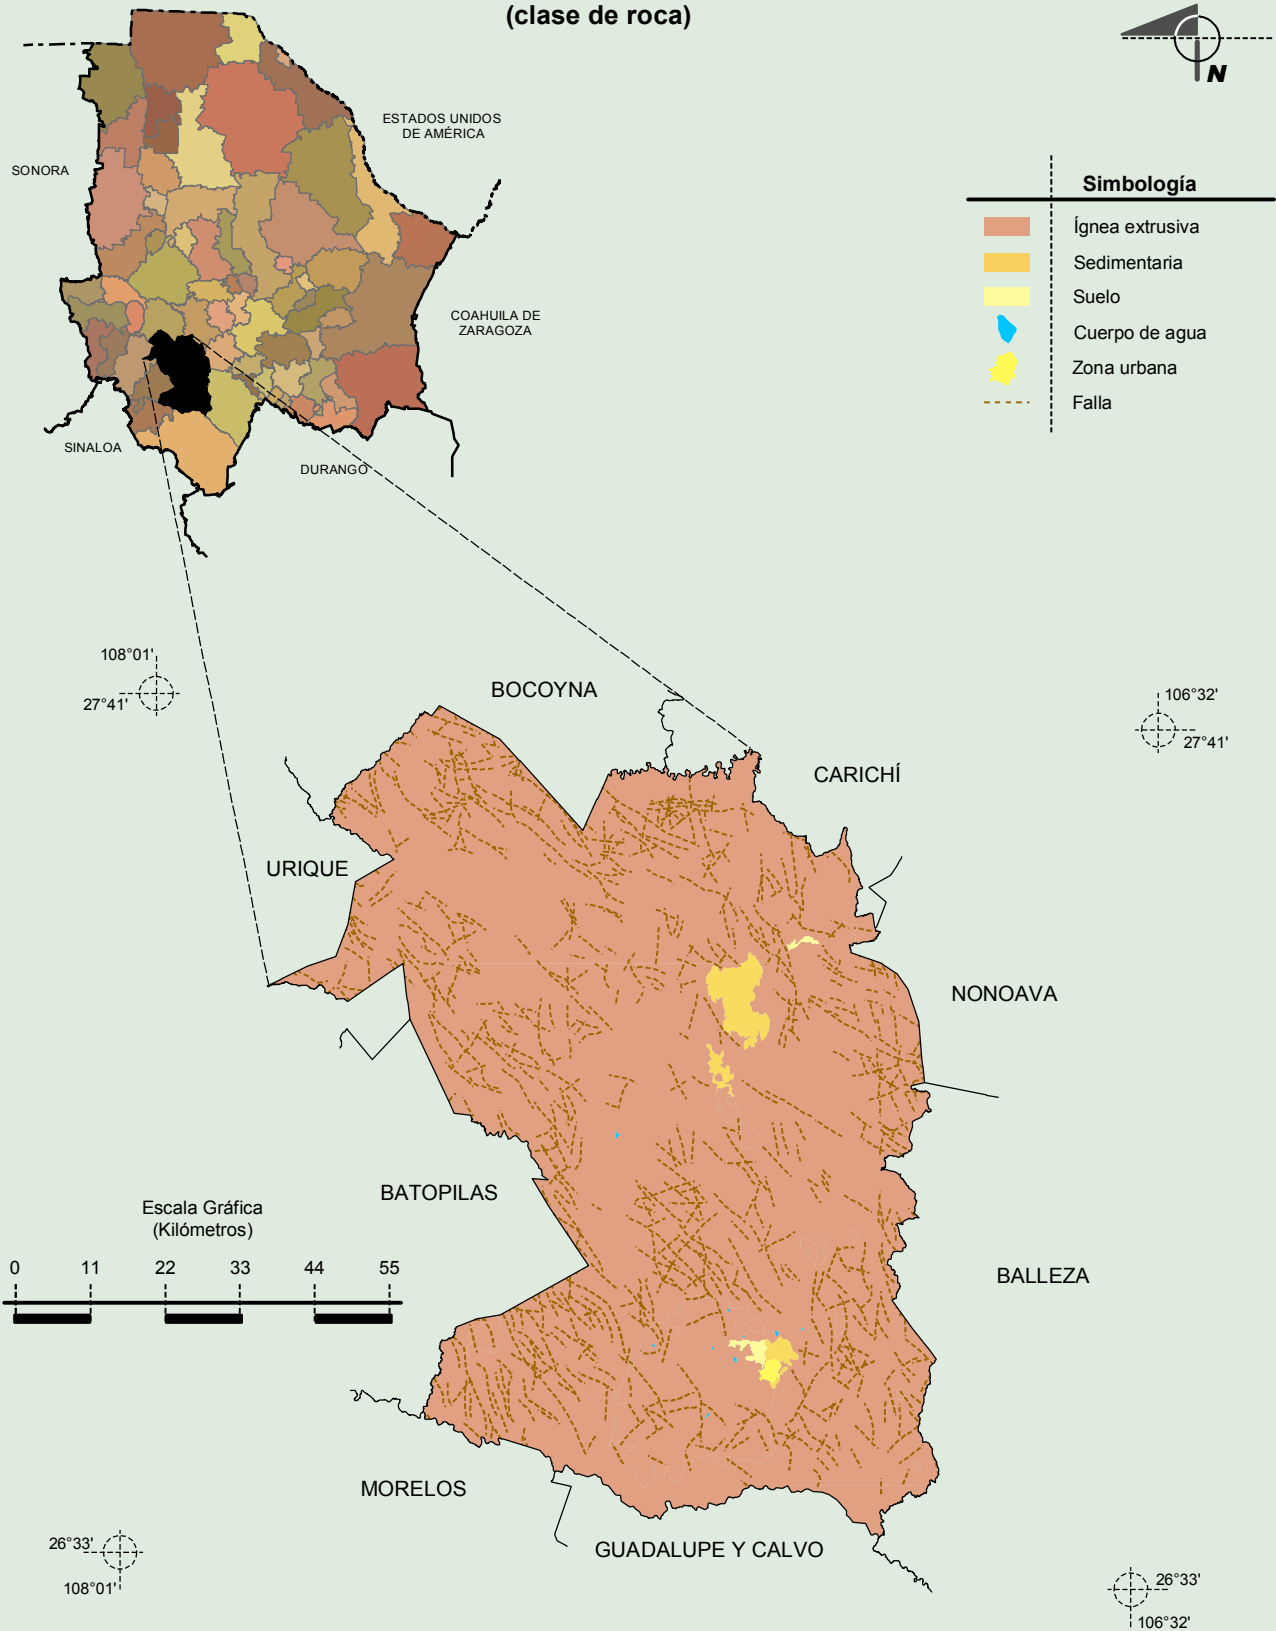 (clase de roca)
N
ESTADOS UNIDOS
DE AMÉRICA
SONORA
COAHUILA DE
ZARAGOZA
SINALOA
DURANGO
Simbología
Ígnea extrusiva
Sedimentaria
Suelo
Cuerpo de agua
Zona urbana
Falla
108°01'
27°41'
106°32'
27°41'
BOCOYNA
CARICHÍ
URIQUE
NONOAVA
BATOPILAS
Escala Gráfica
(Kilómetros)
0 11 22 33 44 55
BALLEZA
MORELOS
GUADALUPE Y CALVO
26°33'
108°01'
26°33'
106°32'